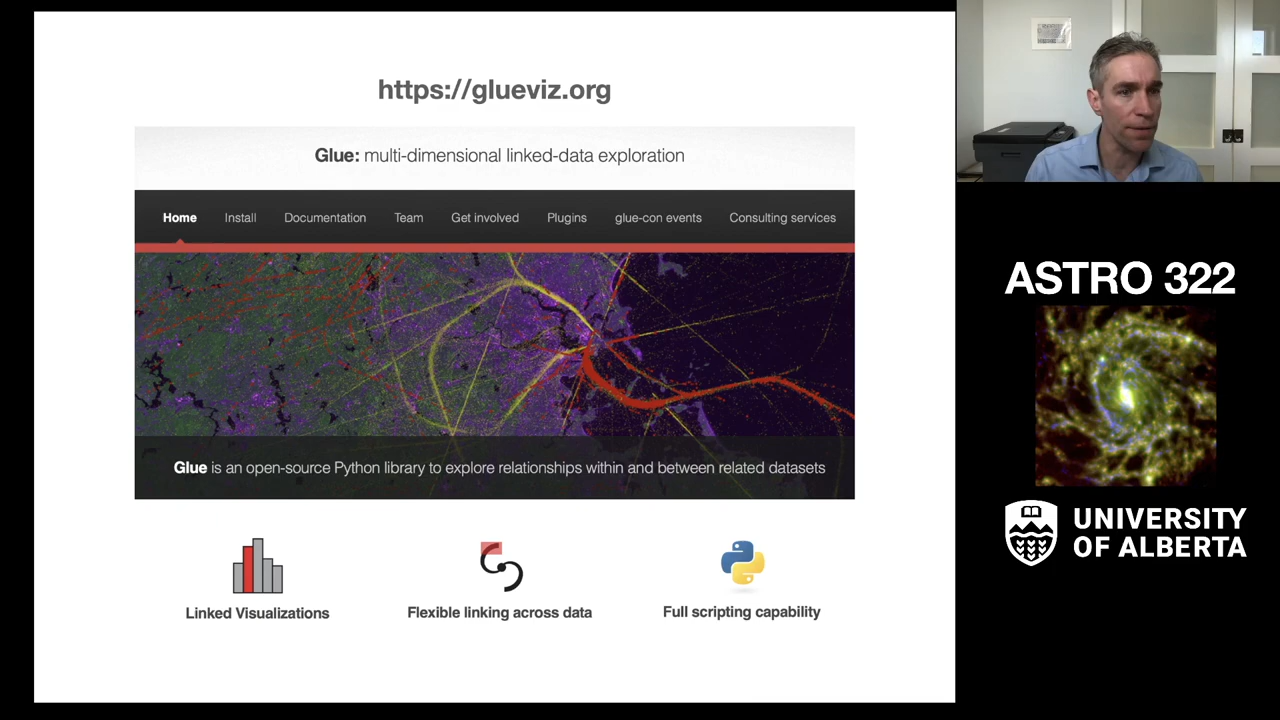 https://glueviz.org
Glue: multi-dimensional linked-data exploration
Home Install Documentation Team Get involved Plugins glue-con events Consulting services
Glue is an open-source Python library to explore relationships within and between related datasets
Linked Visualizations
Flexible linking across data
Full scripting capability
ASTRO 322
UNIVERSITY
OF ALBERTA